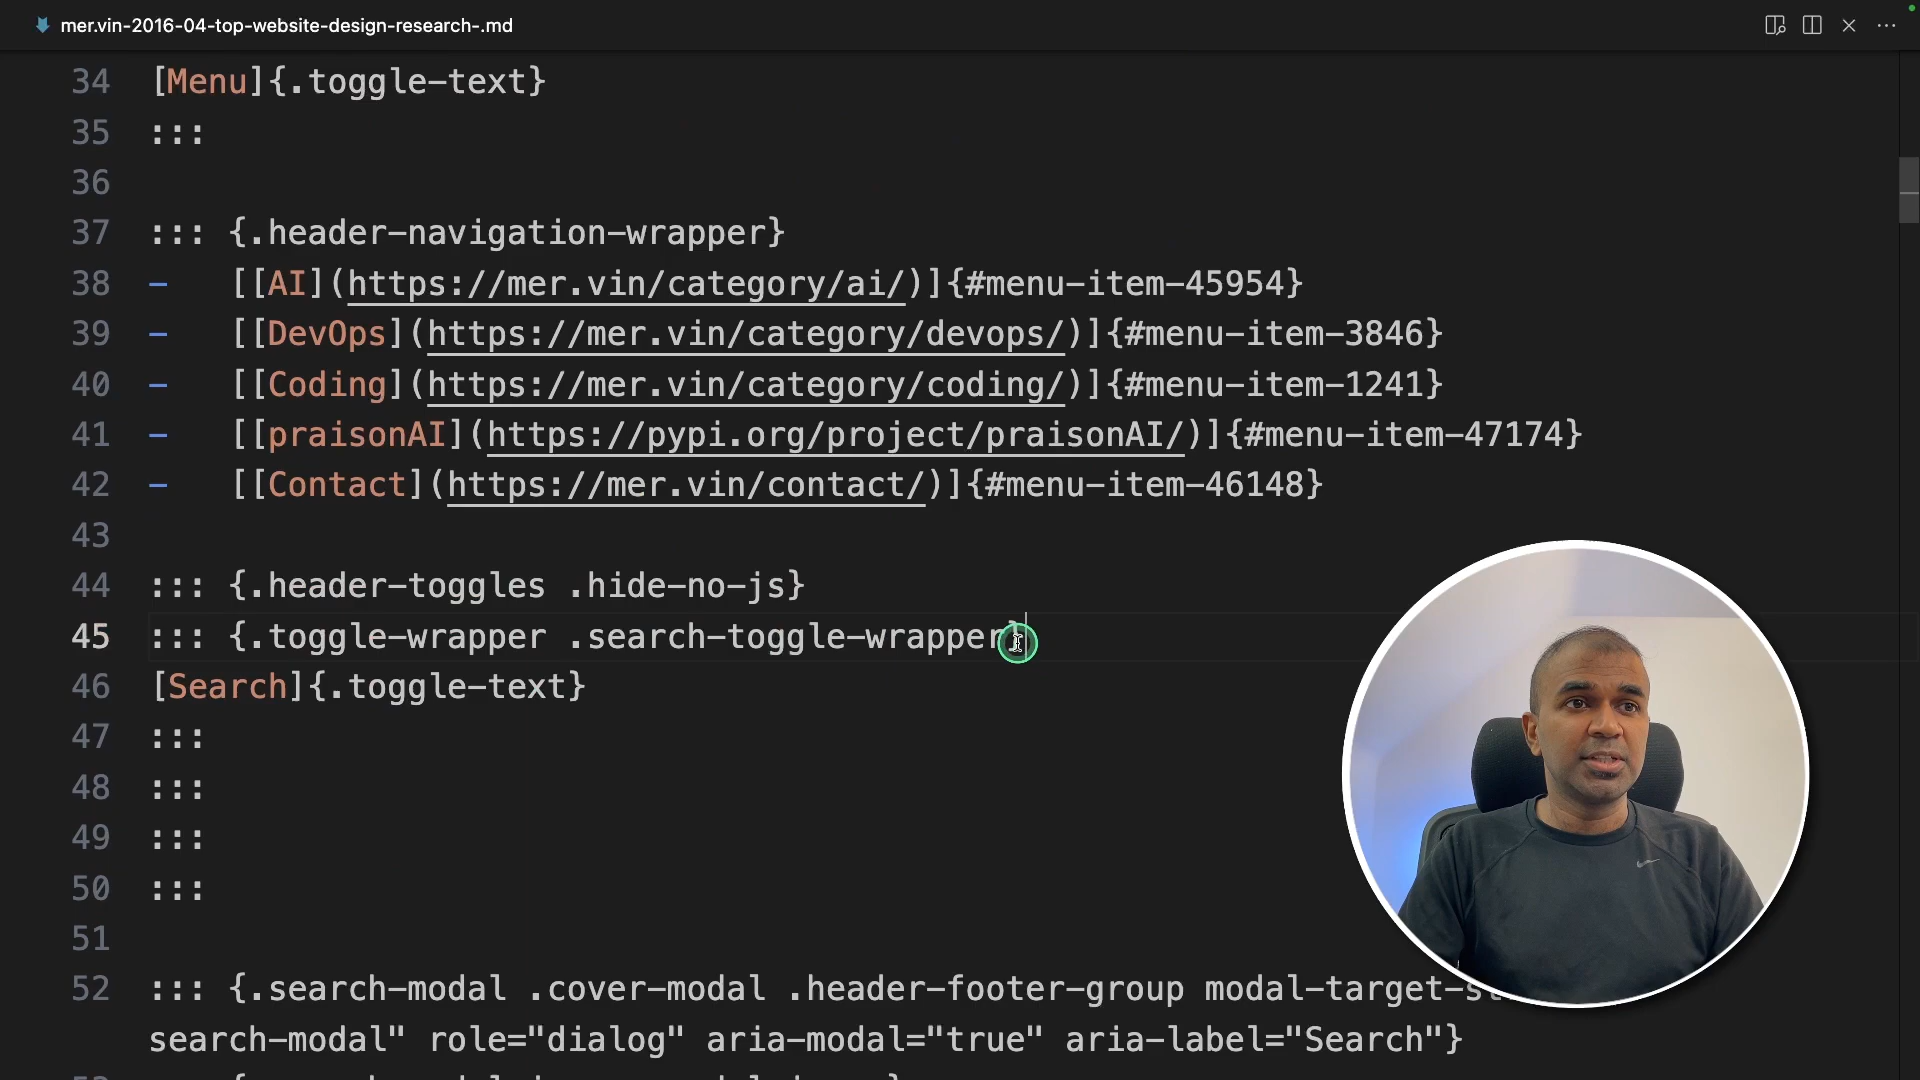 mer.vin-2016-04-top-website-design-research-.md
34 [Menu]{.toggle-text}
35 :::
36
37 ::: {.header-navigation-wrapper}
38 -   [[AI](https://mer.vin/category/ai/)]{#menu-item-45954}
39 -   [[DevOps](https://mer.vin/category/devops/)]{#menu-item-3846}
40 -   [[Coding](https://mer.vin/category/coding/)]{#menu-item-1241}
41 -   [[praisonAI](https://pypi.org/project/praisonAI/)]{#menu-item-47174}
42 -   [[Contact](https://mer.vin/contact/)]{#menu-item-46148}
43
44 ::: {.header-toggles .hide-no-js}
45 ::: {.toggle-wrapper .search-toggle-wrapper}
46 [Search]{.toggle-text}
47 :::
48 :::
49 :::
50 :::
51
52 ::: {.search-modal .cover-modal .header-footer-group
search-modal" role="dialog" aria-modal="true" aria-label="Search"}